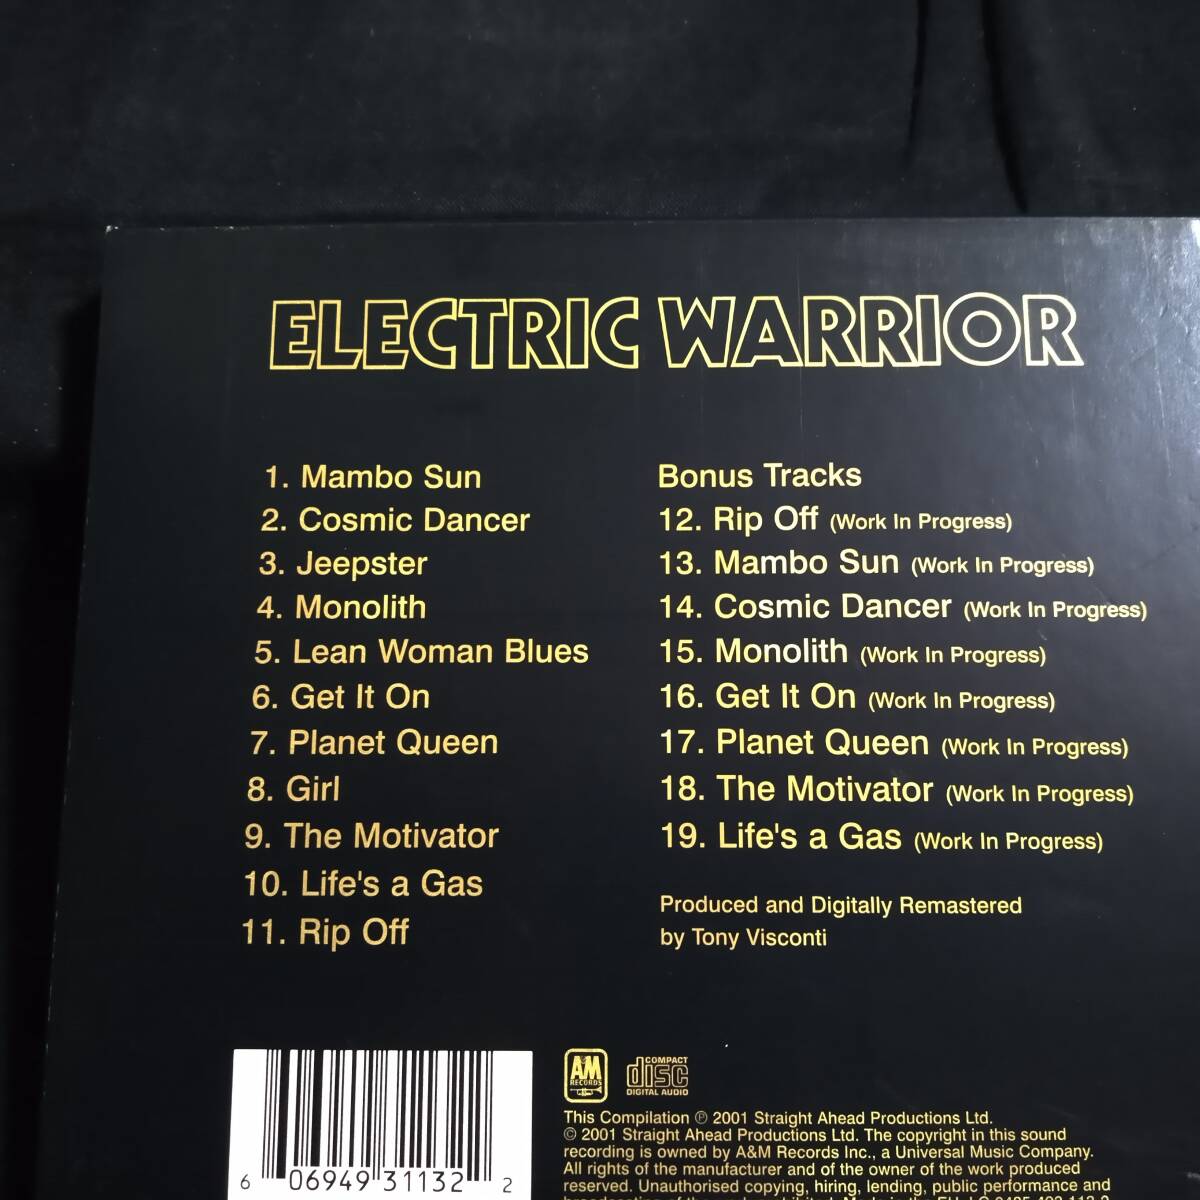 ELECTRIC WARRIOR
1. Mambo Sun
2. Cosmic Dancer
3. Jeepster
4. Monolith
5. Lean Woman Blues
6. Get It On
7. Planet Queen
8. Girl
9. The Motivator
10. Life's a Gas
11. Rip Off
Bonus Tracks
12. Rip Off (Work In Progress)
13. Mambo Sun (Work In Progress)
14. Cosmic Dancer (Work In Progress)
15. Monolith (Work In Progress)
16. Get It On (Work In Progress)
17. Planet Queen (Work In Progress)
18. The Motivator (Work In Progress)
19. Life's a Gas (Work In Progress)
Produced and Digitally Remastered
by Tony Visconti
6 06949 31132 2
AM
RECORDS
COMPACT
disc
DIGITAL AUDIO
This Compilation ℗ 2001 Straight Ahead Productions Ltd.
© 2001 Straight Ahead Productions Ltd. The copyright in this sound
recording is owned by A&M Records Inc., a Universal Music Company.
All rights of the manufacturer and of the owner of the work produced
reserved. Unauthorised copying, hiring, lending, public performance and